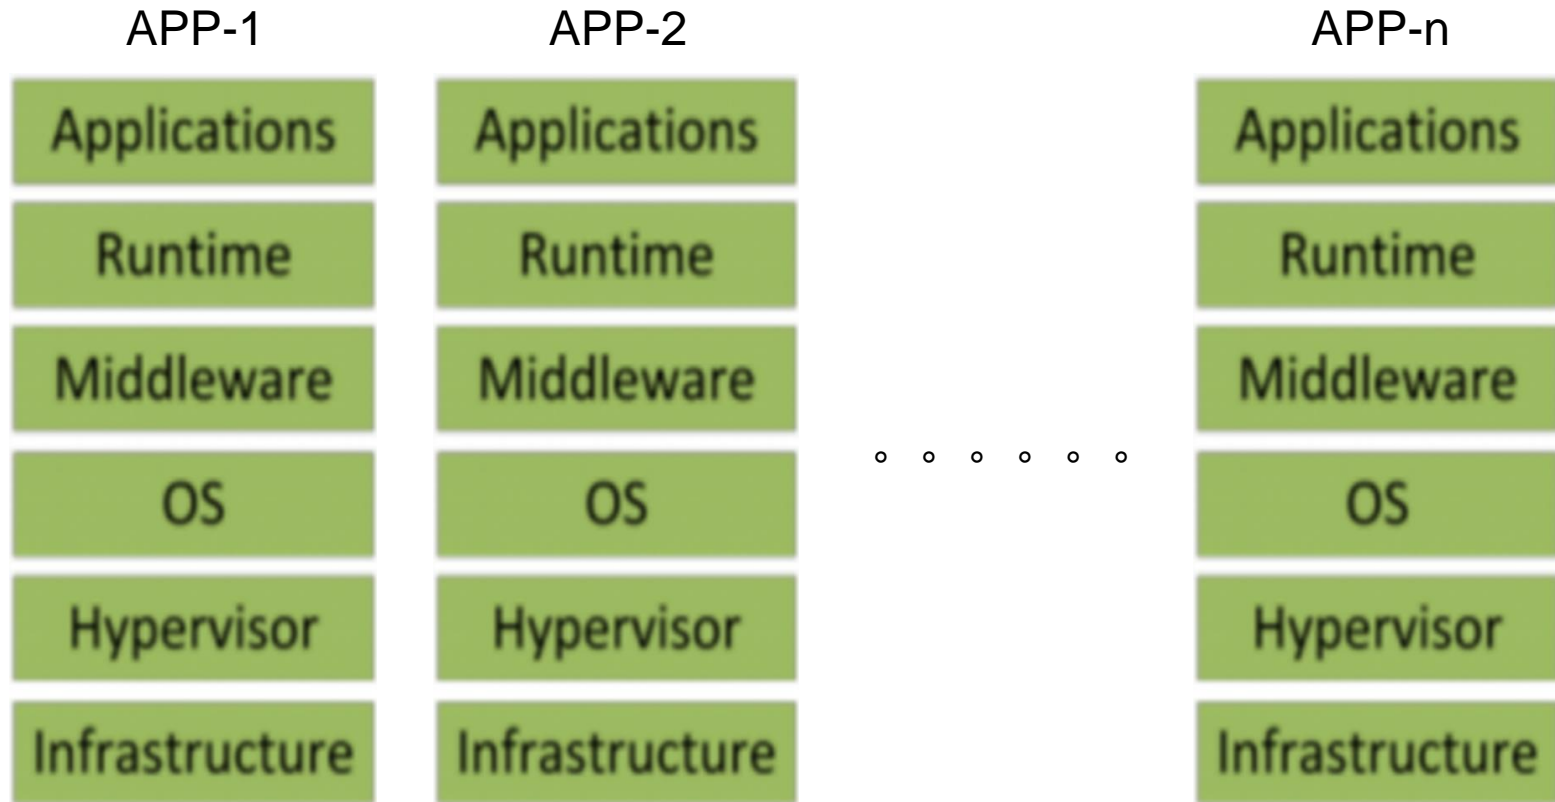 APP-1 APP-2 APP-n
Applications Applications Applications
Runtime Runtime Runtime
Middleware Middleware Middleware
OS OS OS
Hypervisor Hypervisor Hypervisor
Infrastructure Infrastructure Infrastructure